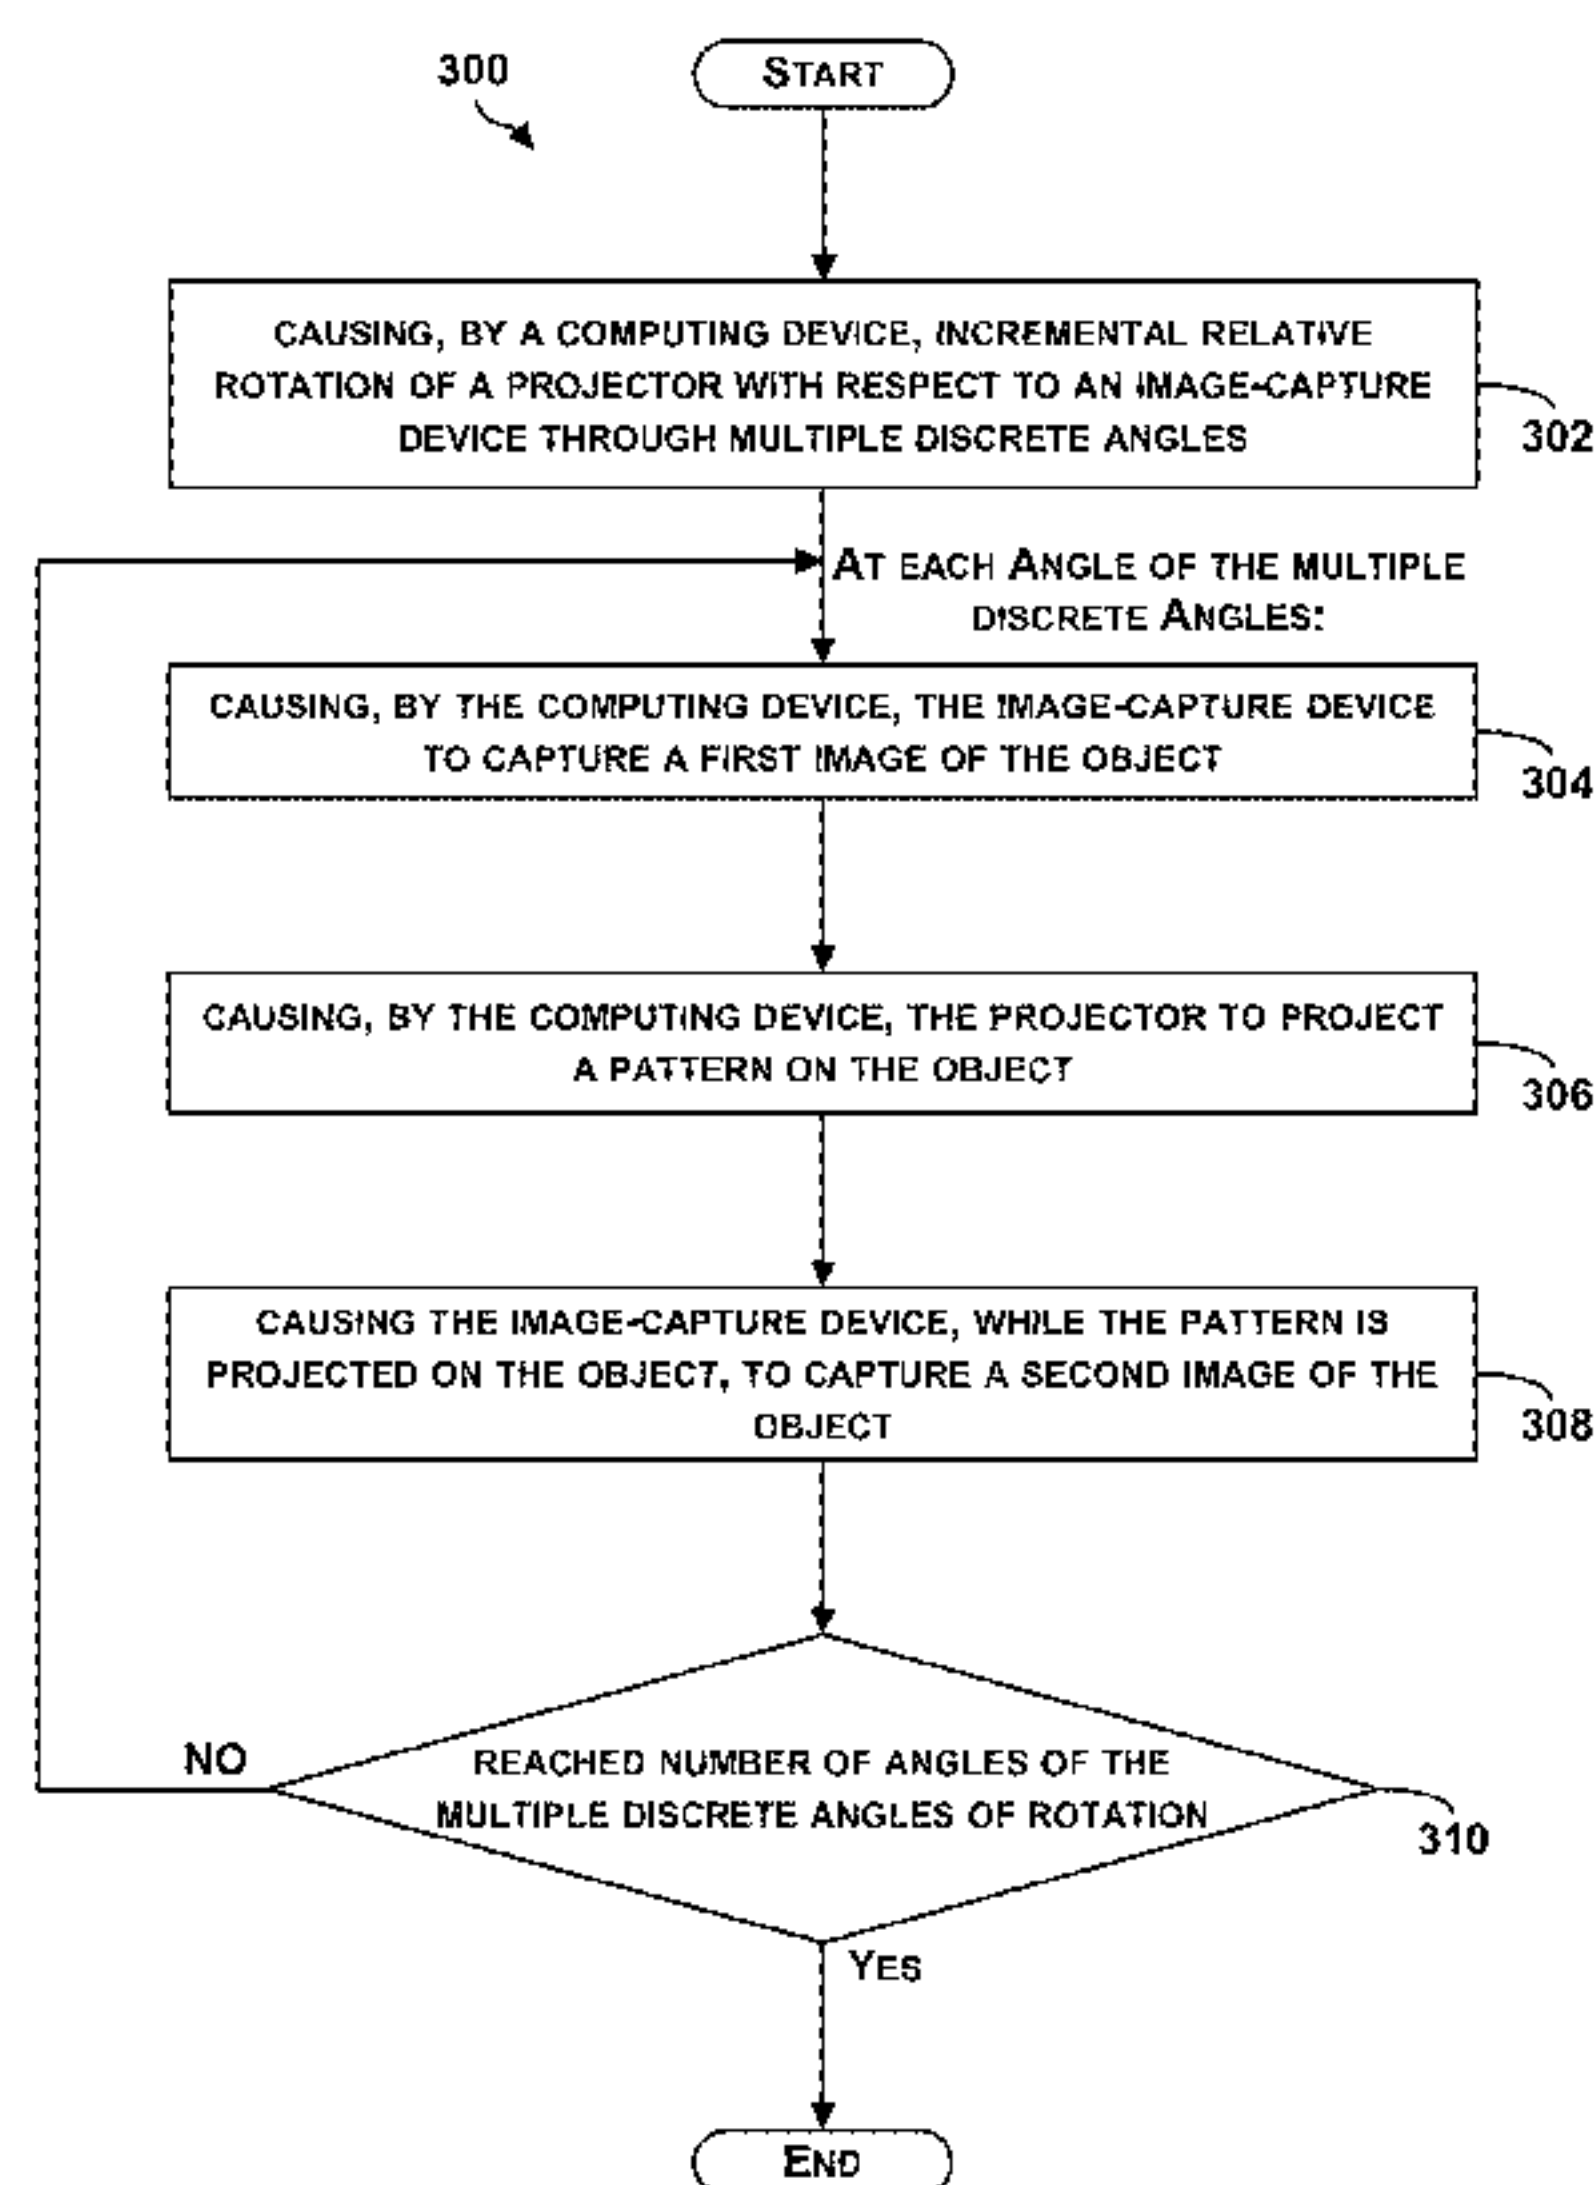 300
START
CAUSING, BY A COMPUTING DEVICE, INCREMENTAL RELATIVE
ROTATION OF A PROJECTOR WITH RESPECT TO AN IMAGE-CAPTURE
DEVICE THROUGH MULTIPLE DISCRETE ANGLES
302
AT EACH ANGLE OF THE MULTIPLE
DISCRETE ANGLES:
CAUSING, BY THE COMPUTING DEVICE, THE IMAGE-CAPTURE DEVICE
TO CAPTURE A FIRST IMAGE OF THE OBJECT
304
CAUSING, BY THE COMPUTING DEVICE, THE PROJECTOR TO PROJECT
A PATTERN ON THE OBJECT
306
CAUSING THE IMAGE-CAPTURE DEVICE, WHILE THE PATTERN IS
PROJECTED ON THE OBJECT, TO CAPTURE A SECOND IMAGE OF THE
OBJECT
308
NO
REACHED NUMBER OF ANGLES OF THE
MULTIPLE DISCRETE ANGLES OF ROTATION
310
YES
END